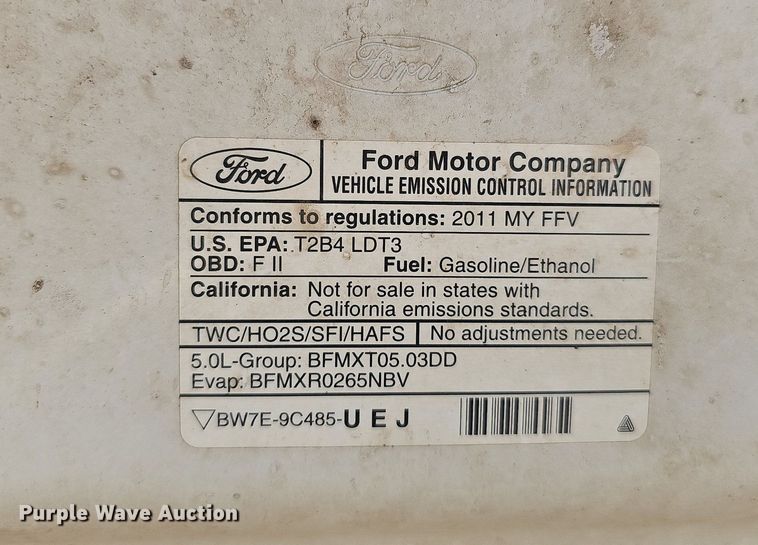 Ford
Ford
Ford Motor Company
VEHICLE EMISSION CONTROL INFORMATION
Conforms to regulations: 2011 MY FFV
U.S. EPA: T2B4 LDT3
OBD: F II Fuel: Gasoline/Ethanol
California: Not for sale in states with
California emissions standards.
TWC/HO2S/SFI/HAFS No adjustments needed.
5.0L-Group: BFMXT05.03DD
Evap: BFMXR0265NBV
BW7E-9C485-UEJ
Purple Wave Auction